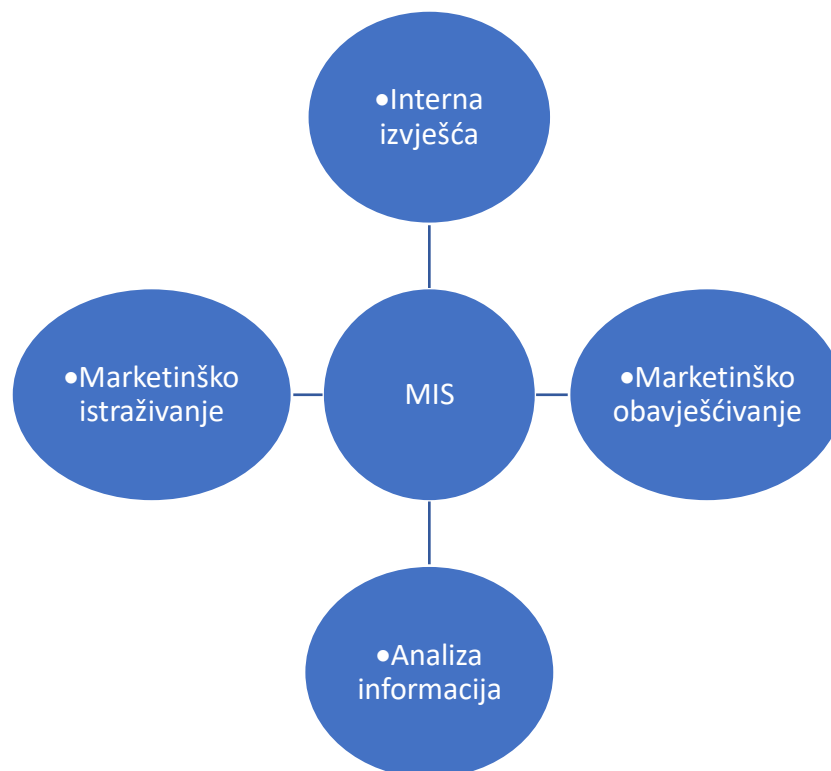 •Interna
izvješća
•Marketinško
istraživanje
MIS
•Marketinško
obavješćivanje
•Analiza
informacija